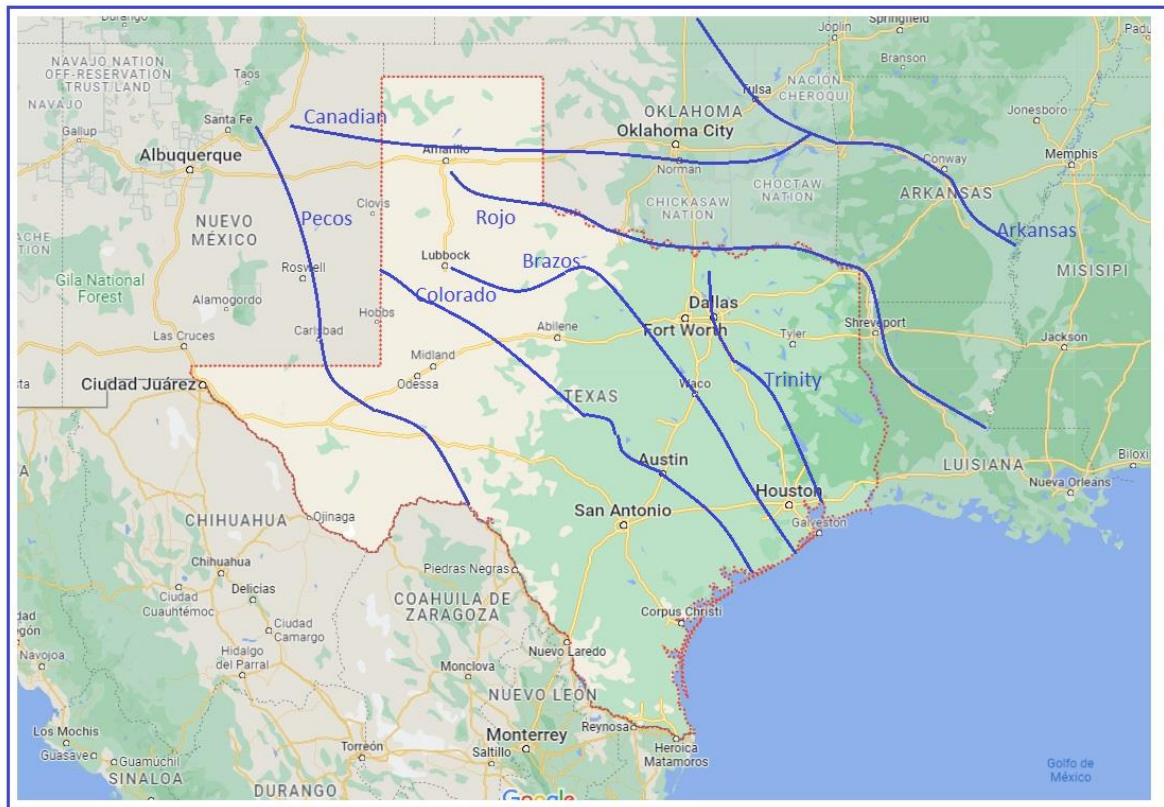 Durango
Joplin
Springfield
Padu
NAVAJO NATION
OFF-RESERVATION
TRUST LAND
Taos
Branson
NACIÓN
CHEROQUI
Tulsa
NAVAJO
Gallup
Santa Fe
Canadian
OKLAHOMA
Oklahoma City
Jonesboro
Albuquerque
Amarillo
Norman
Conway
Memphis
CHOCTAW
NATION
ARKANSAS
Clovis
CHICKASAW
NATION
NUEVO
MÉXICO
Pecos
Rojo
Arkansas
ACHE
TION
Lubbock
Brazos
MISISIPI
Gila National
Forest
Roswell
Colorado
Alamogordo
Hobbs
Dallas
Fort Worth
Abilene
Tyler
Shreveport
Las Cruces
Carlsbad
Midland
Jackson
Ciudad Juárez
Odessa
Waco
Trinity
TEXAS
Austin
LUISIANA
Biloxi
Houston
Nueva Orleans
San Antonio
Galveston
CHIHUAHUA
Ojinaga
Chihuahua
Piedras Negras
Ciudad
Cuauhtémoc
Delicias
COAHUILA DE
ZARAGOZA
Corpus Christi
dad
egón
Ciudad
Camargo
Navojoa
Hidalgo
del Parral
Nuevo Laredo
Monclova
NUEVO LEÓN
Reynosa
Los Mochis
Guasave
Guamúchil
Monterrey
Heroica
Matamoros
Torreón
Saltillo
SINALOA
DURANGO
Google
Golfo de
México